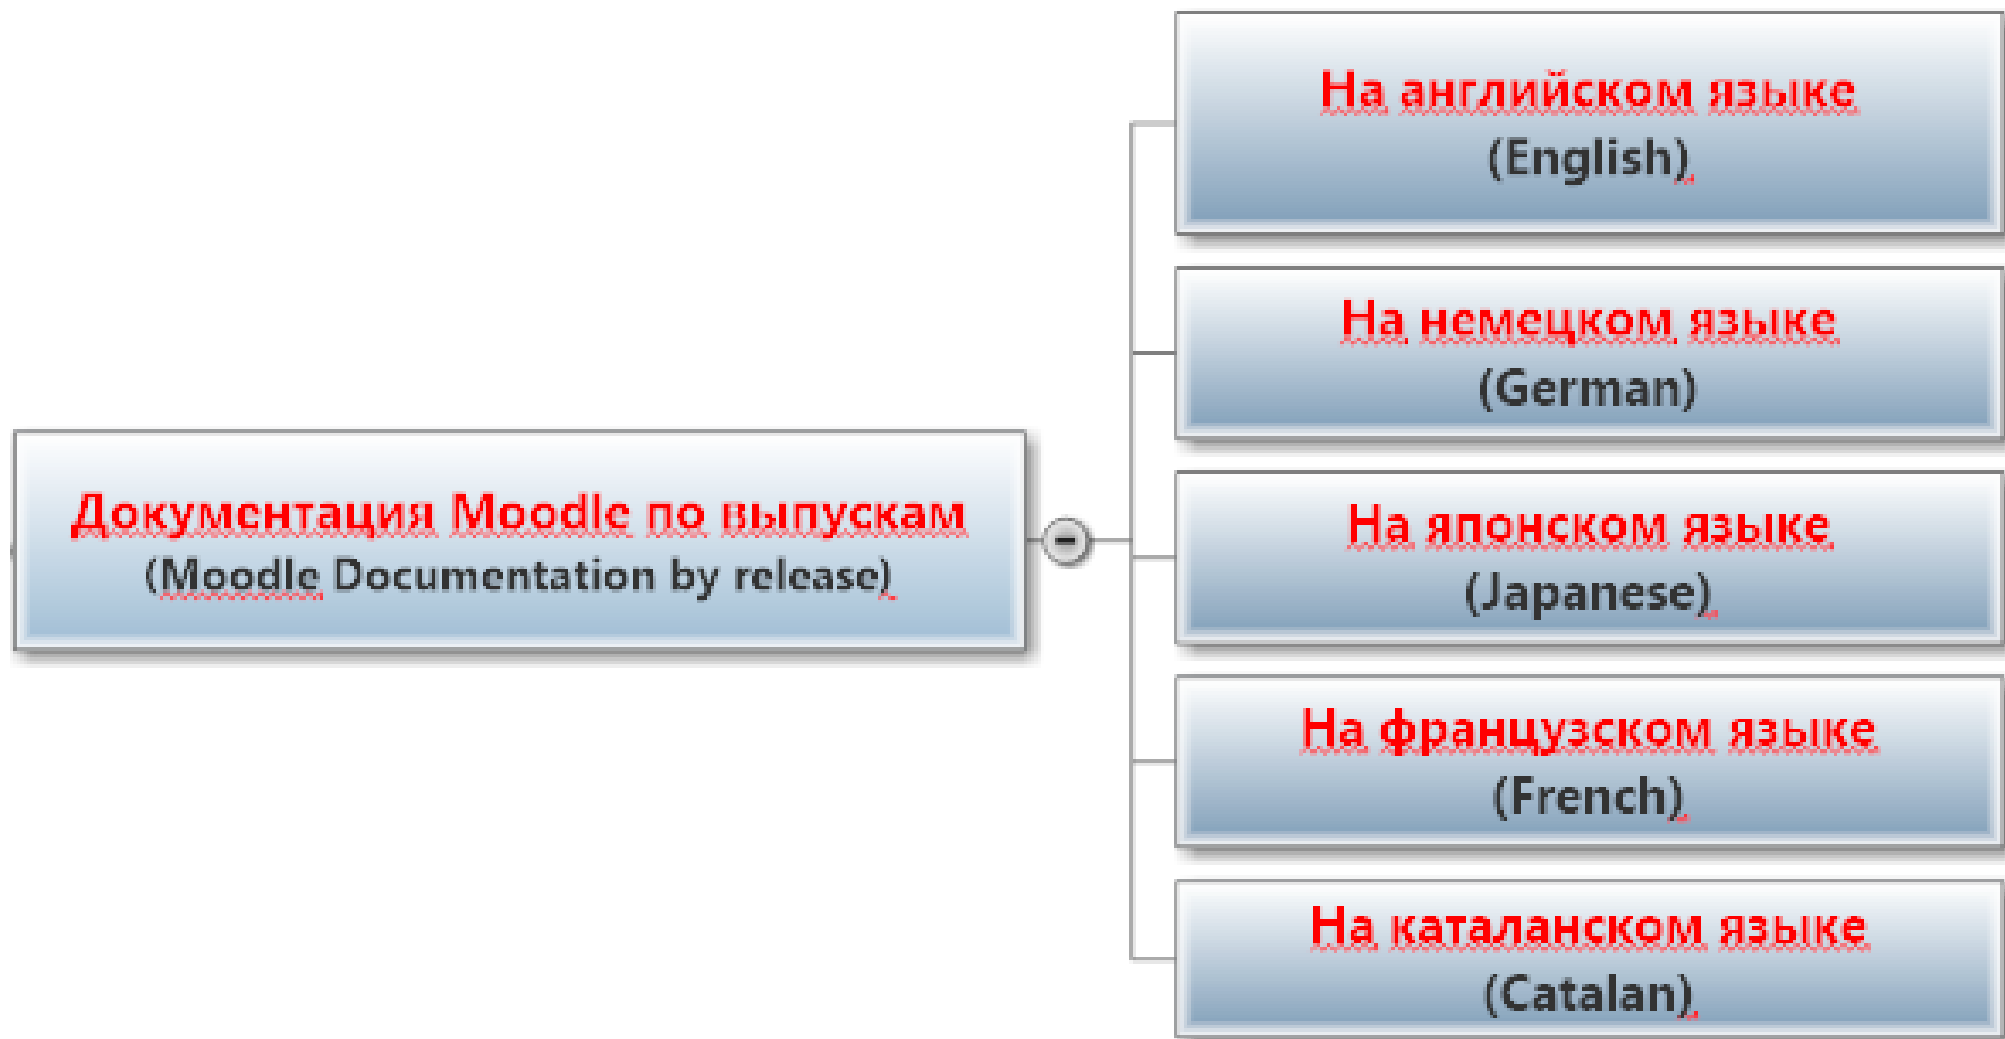 Документация Moodle по выпускам
(Moodle Documentation by release)
На английском языке
(English)
На немецком языке
(German)
На японском языке
(Japanese)
На французском языке
(French)
На каталанском языке
(Catalan)